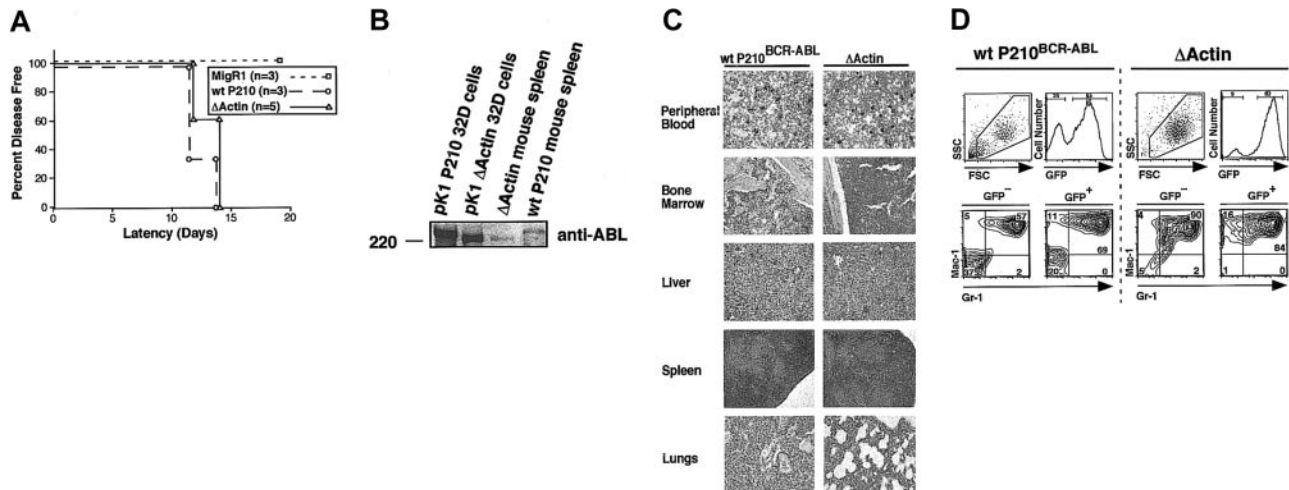 A
Percent Disease Free
100
80
60
40
20
0
MigR1 (n=3)
wt P210 (n=3)
ΔActin (n=5)
0
5
10
15
20
Latency (Days)
B
pK1 P210 32D cells
pK1 ΔActin 32D cells
ΔActin mouse spleen
wt P210 mouse spleen
220
anti-ABL
C
wt P210BCR-ABL
ΔActin
Peripheral
Blood
Bone
Marrow
Liver
Spleen
Lungs
D
wt P210BCR-ABL
ΔActin
SSC
FSC
Cell Number
GFP
SSC
FSC
Cell Number
GFP
GFP-
GFP+
GFP-
GFP+
Mac-1
5
57
37
2
11
69
20
0
Mac-1
4
90
5
2
16
84
1
0
Gr-1
Gr-1